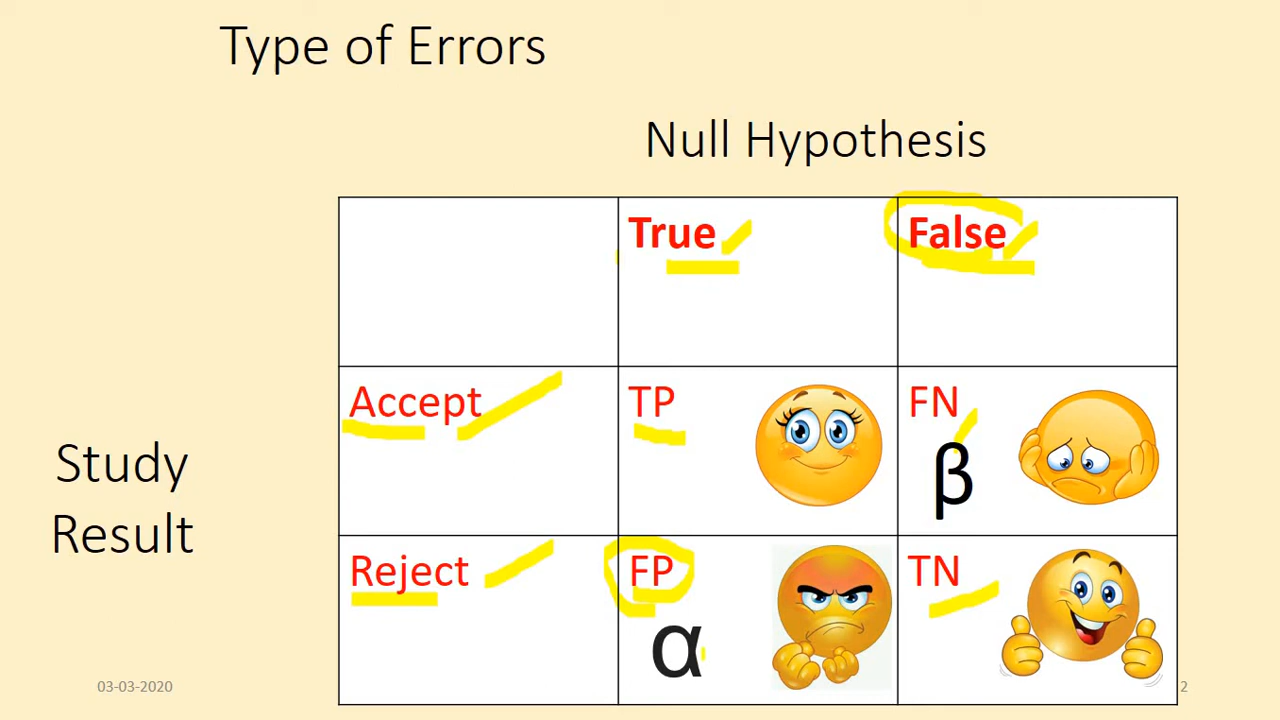 Type of Errors
Null Hypothesis
True
False
Accept
TP
FN
β
Study
Result
Reject
FP
α
TN
03-03-2020
2